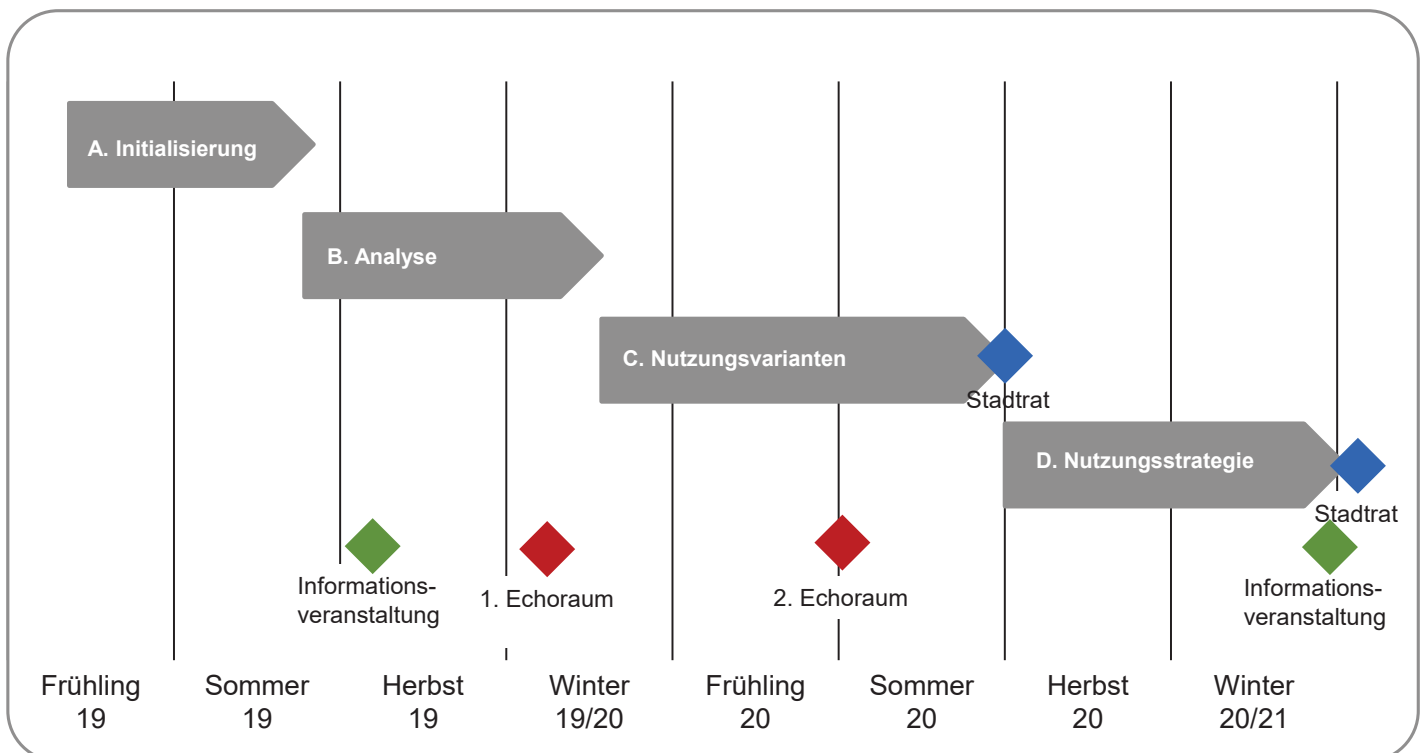 A. Initialisierung
B. Analyse
C. Nutzungsvarianten
Stadtrat
D. Nutzungsstrategie
Stadtrat
Informations-
veranstaltung
1. Echoraum
2. Echoraum
Informations-
veranstaltung
Frühling
19
Sommer
19
Herbst
19
Winter
19/20
Frühling
20
Sommer
20
Herbst
20
Winter
20/21